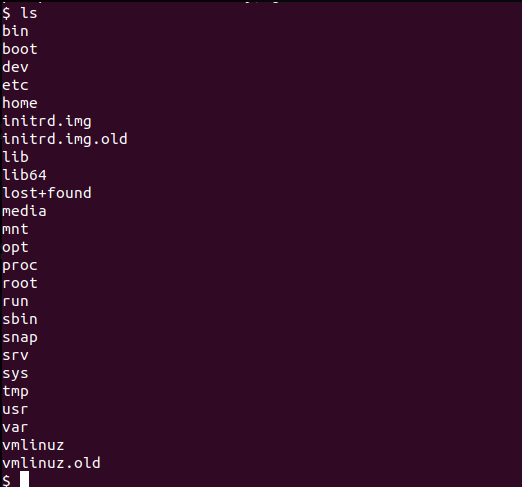 $ ls
bin
boot
dev
etc
home
initrd.img
initrd.img.old
lib
lib64
lost+found
media
mnt
opt
proc
root
run
sbin
snap
srv
sys
tmp
usr
var
vmlinuz
vmlinuz.old
$